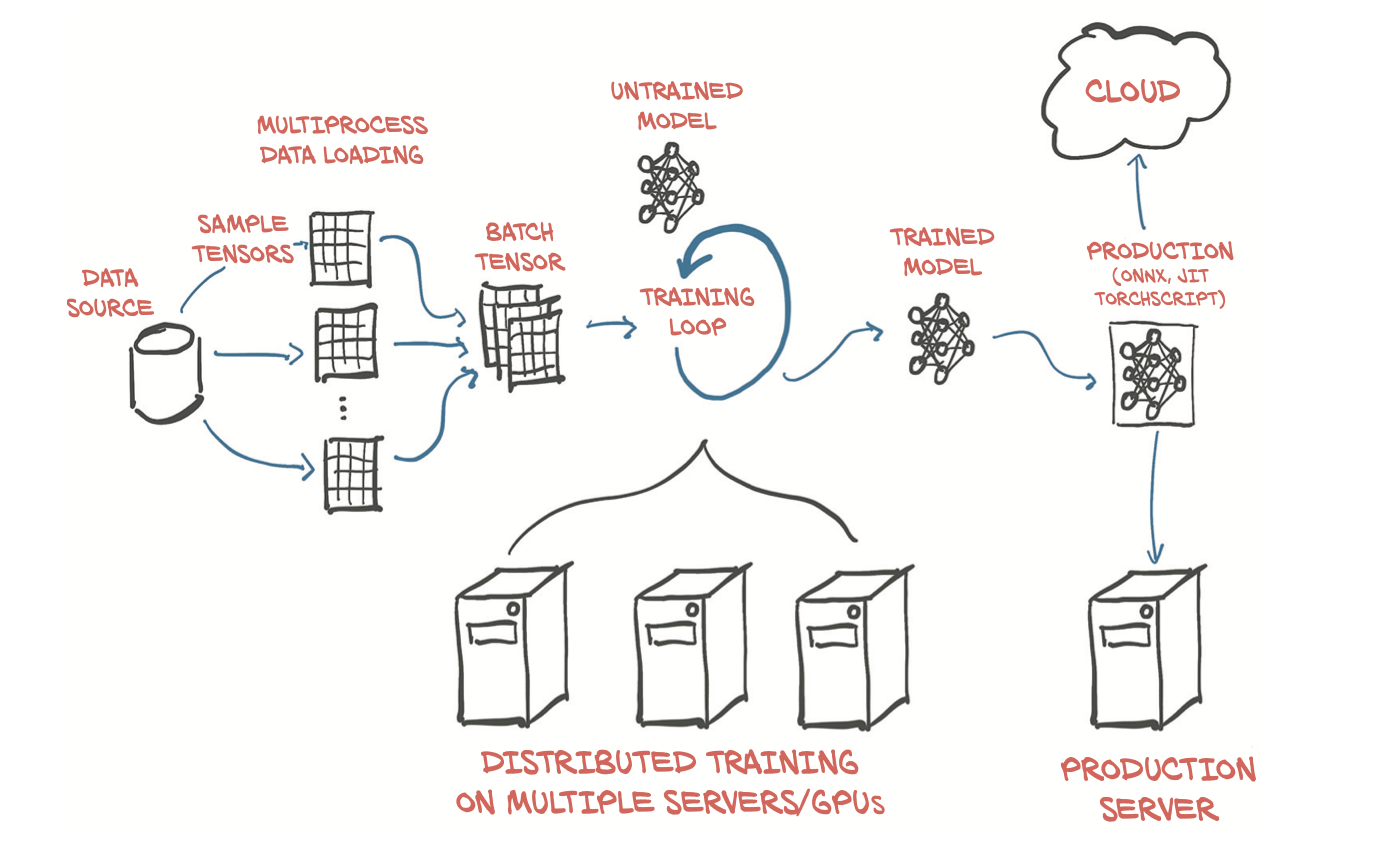 MULTIPROCESS
DATA LOADING
SAMPLE
TENSORS
DATA
SOURCE
BATCH
TENSOR
UNTRAINED
MODEL
TRAINING
LOOP
TRAINED
MODEL
CLOUD
PRODUCTION
(ONNX, JIT
TORCHSCRIPT)
DISTRIBUTED TRAINING
ON MULTIPLE SERVERS/GPUs
PRODUCTION
SERVER